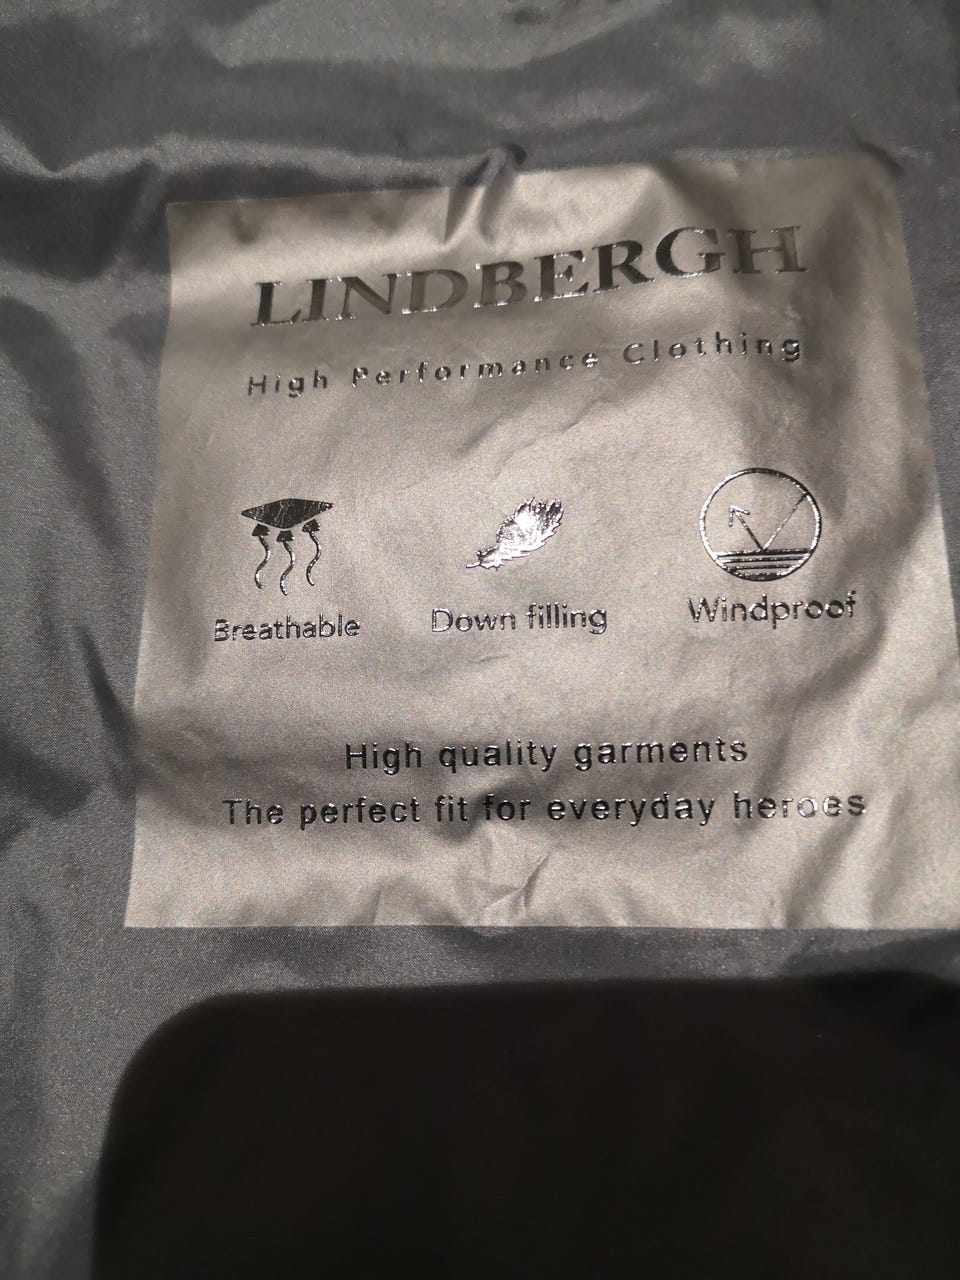 LINDBERGH
High Performance Clothing
Breathable Down filling Windproof
High quality garments
The perfect fit for everyday heroes